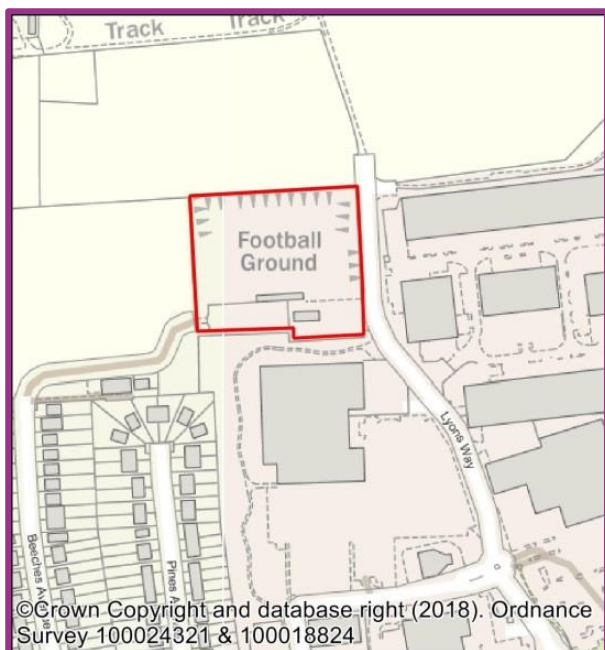 Track
Track
Football
Ground
Lyons Way
Beeches Avenue
Pines A
©Crown Copyright and database right (2018). Ordnance
Survey 100024321 & 100018824